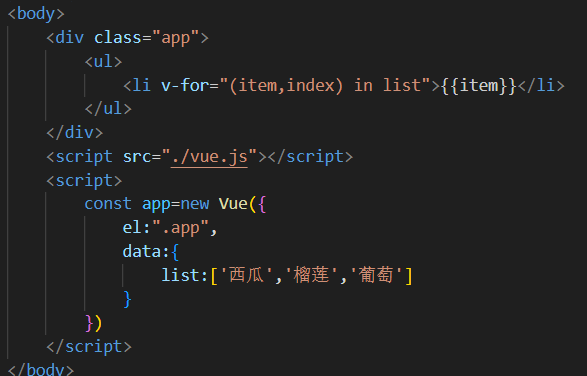 <body>
    <div class="app">
        <ul>
            <li v-for="(item,index) in list">{{item}}</li>
        </ul>
    </div>
    <script src="./vue.js"></script>
    <script>
        const app=new Vue({
            el:".app",
            data:{
                list:['西瓜','榴莲','葡萄']
            }
        })
    </script>
</body>